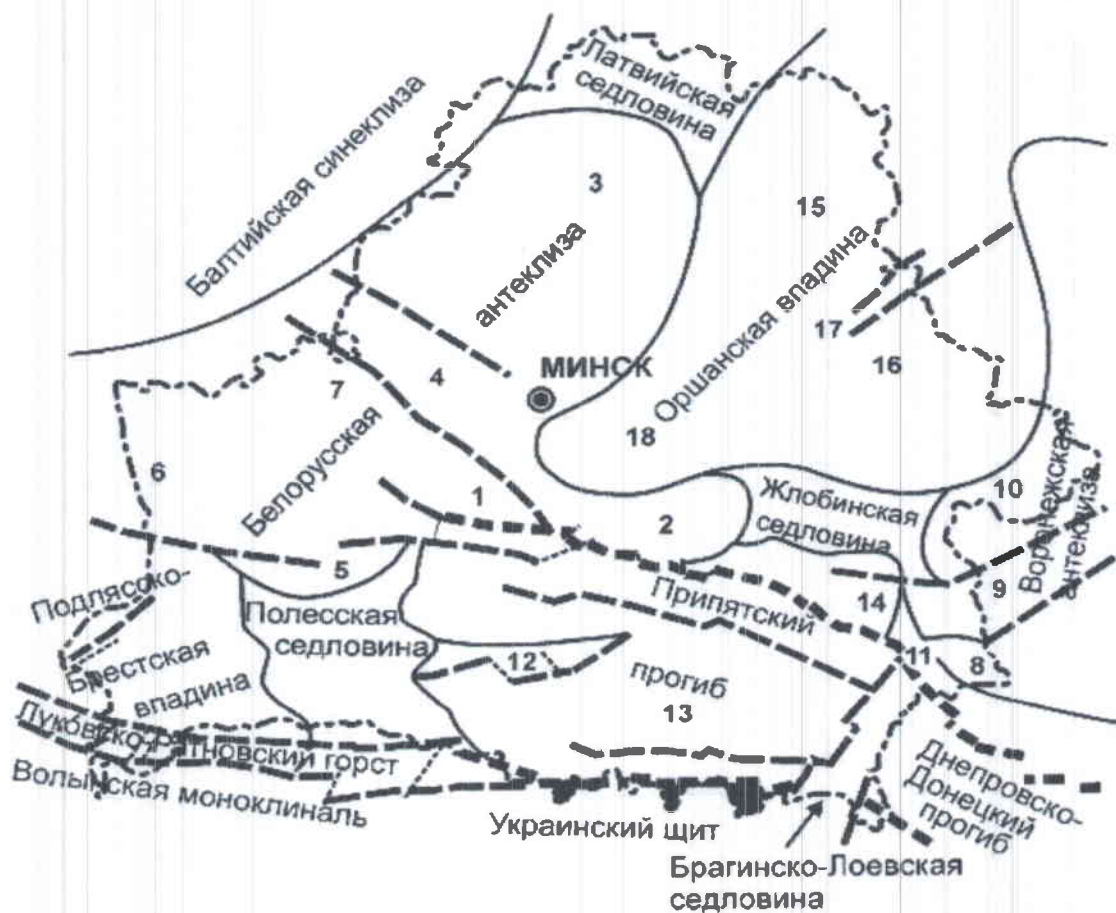 Латвийская
седловина
Балтийская синеклиза
3
15
антеклиза
Оршанская впадина
17
16
4
7
МИНСК
18
6
Белорусская
1
2
Жлобинская
седловина
10
Воронежская
антеклиза
9
5
Подлясско-
Брестская
впадина
Полесская
седловина
Припятский
прогиб
14
11
8
12
13
Луковско-Ратновский горст
Волынская моноклиналь
Украинский щит
Днепровско-
Донецкий
прогиб
Брагинско-Лоевская
седловина